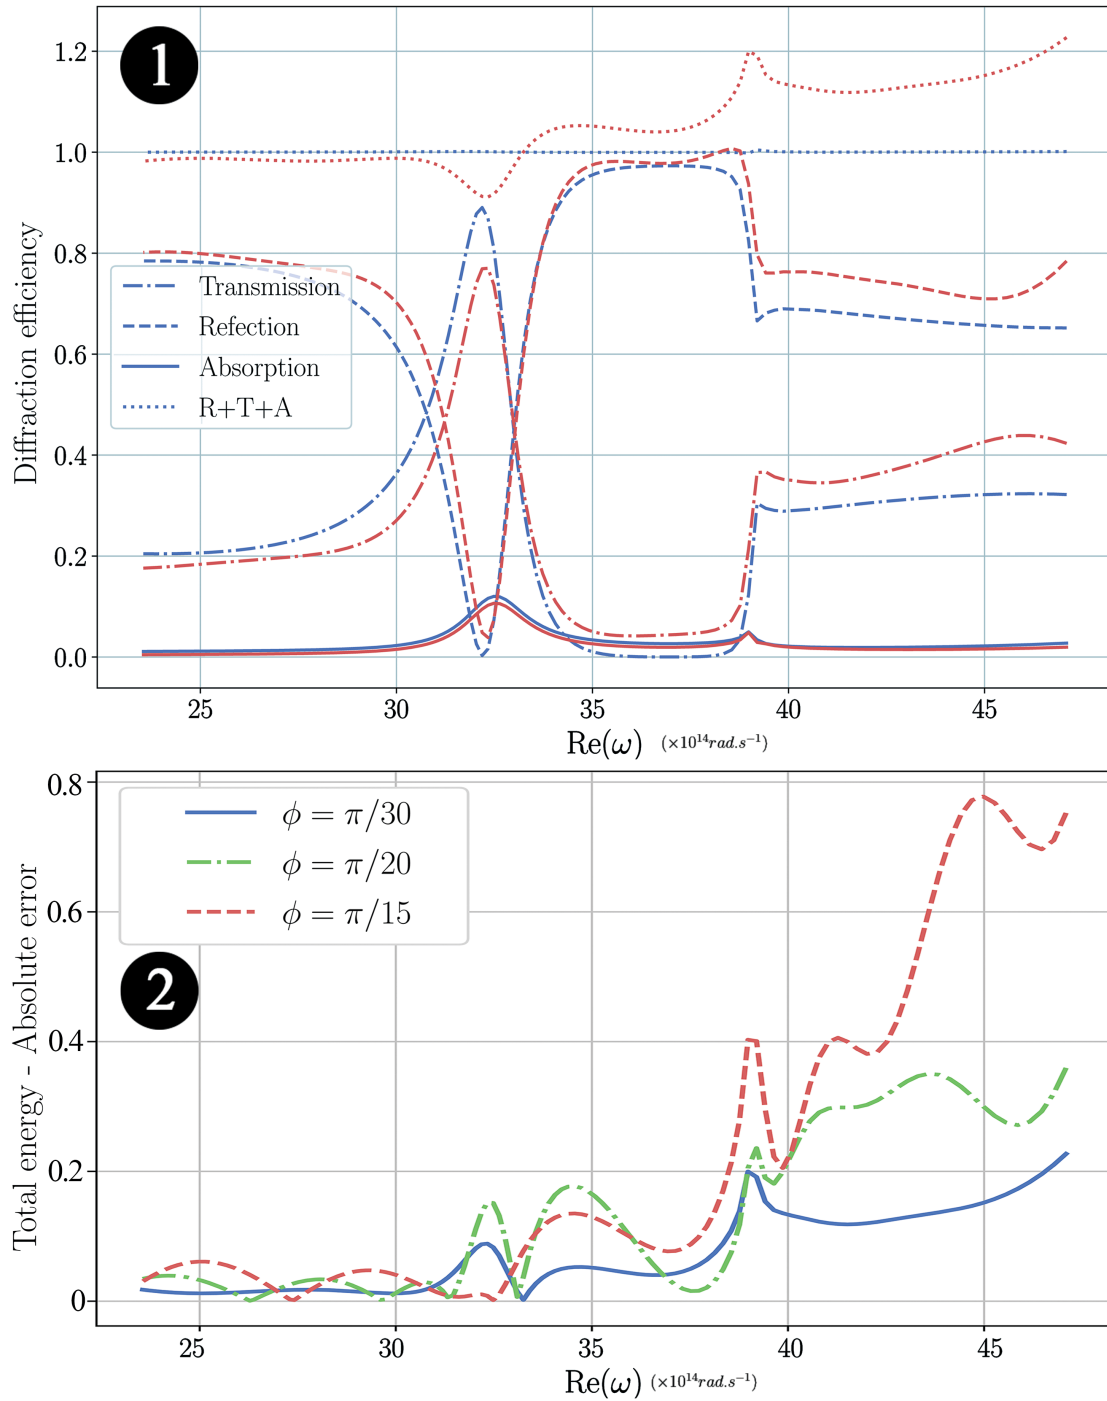 1
1.2
1.0
0.8
0.6
0.4
0.2
0.0
Diffraction efficiency
Transmission
Refection
Absorption
R+T+A
25
30
35
40
45
Re(ω) (×10¹⁴rad.s⁻¹)
0.8
0.6
0.4
0.2
0
Total energy - Absolute error
ϕ = π/30
ϕ = π/20
ϕ = π/15
2
25
30
35
40
45
Re(ω) (×10¹⁴rad.s⁻¹)